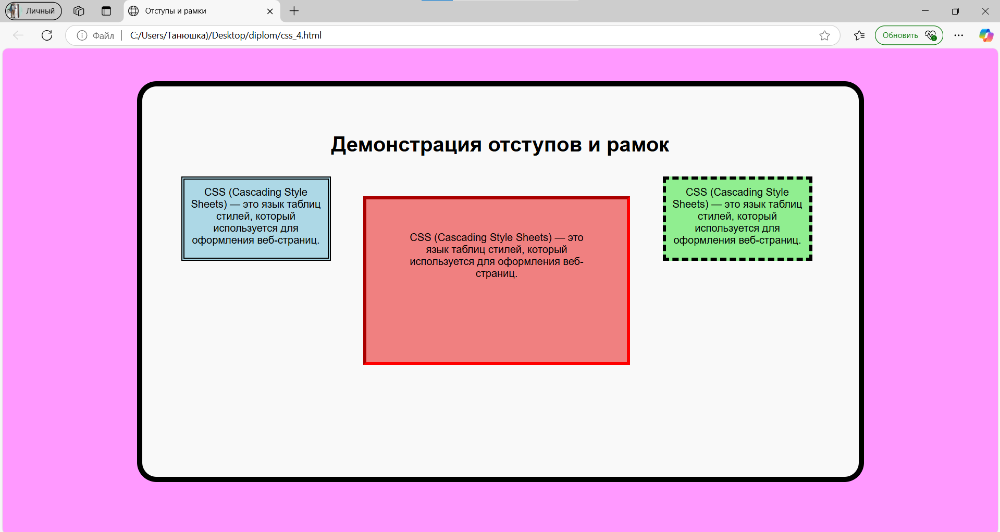 Личный
Отступы и рамки
Файл
C:/Users/Танюшка)/Desktop/diplom/css_4.html
Обновить
Демонстрация отступов и рамок
CSS (Cascading Style
Sheets) — это язык таблиц
стилей, который
используется для
оформления веб-страниц.
CSS (Cascading Style Sheets) — это
язык таблиц стилей, который
используется для оформления веб-
страниц.
CSS (Cascading Style
Sheets) — это язык таблиц
стилей, который
используется для
оформления веб-страниц.